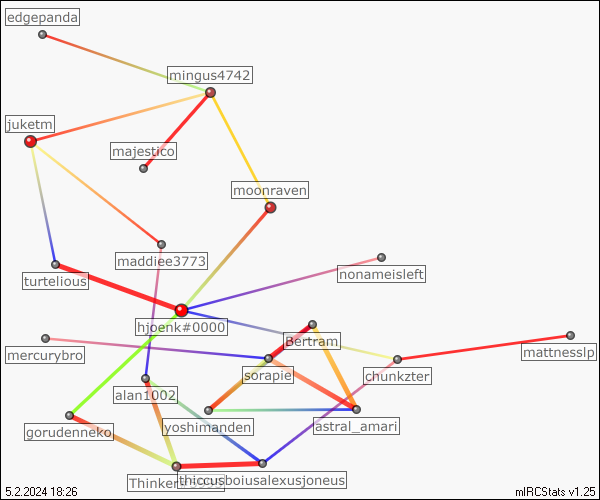 edgepanda
mingus4742
juketm
majestico
moonraven
maddiee3773
nonameisleft
turtelious
hjoenk#0000
Bertram
mercurybro
mattnesslp
sorapie
chunkzter
alan1002
yoshimanden
astral_amari
gorudenneko
thiccusboiusalexusjoneus
5.2.2024 18:26
mIRCStats v1.25